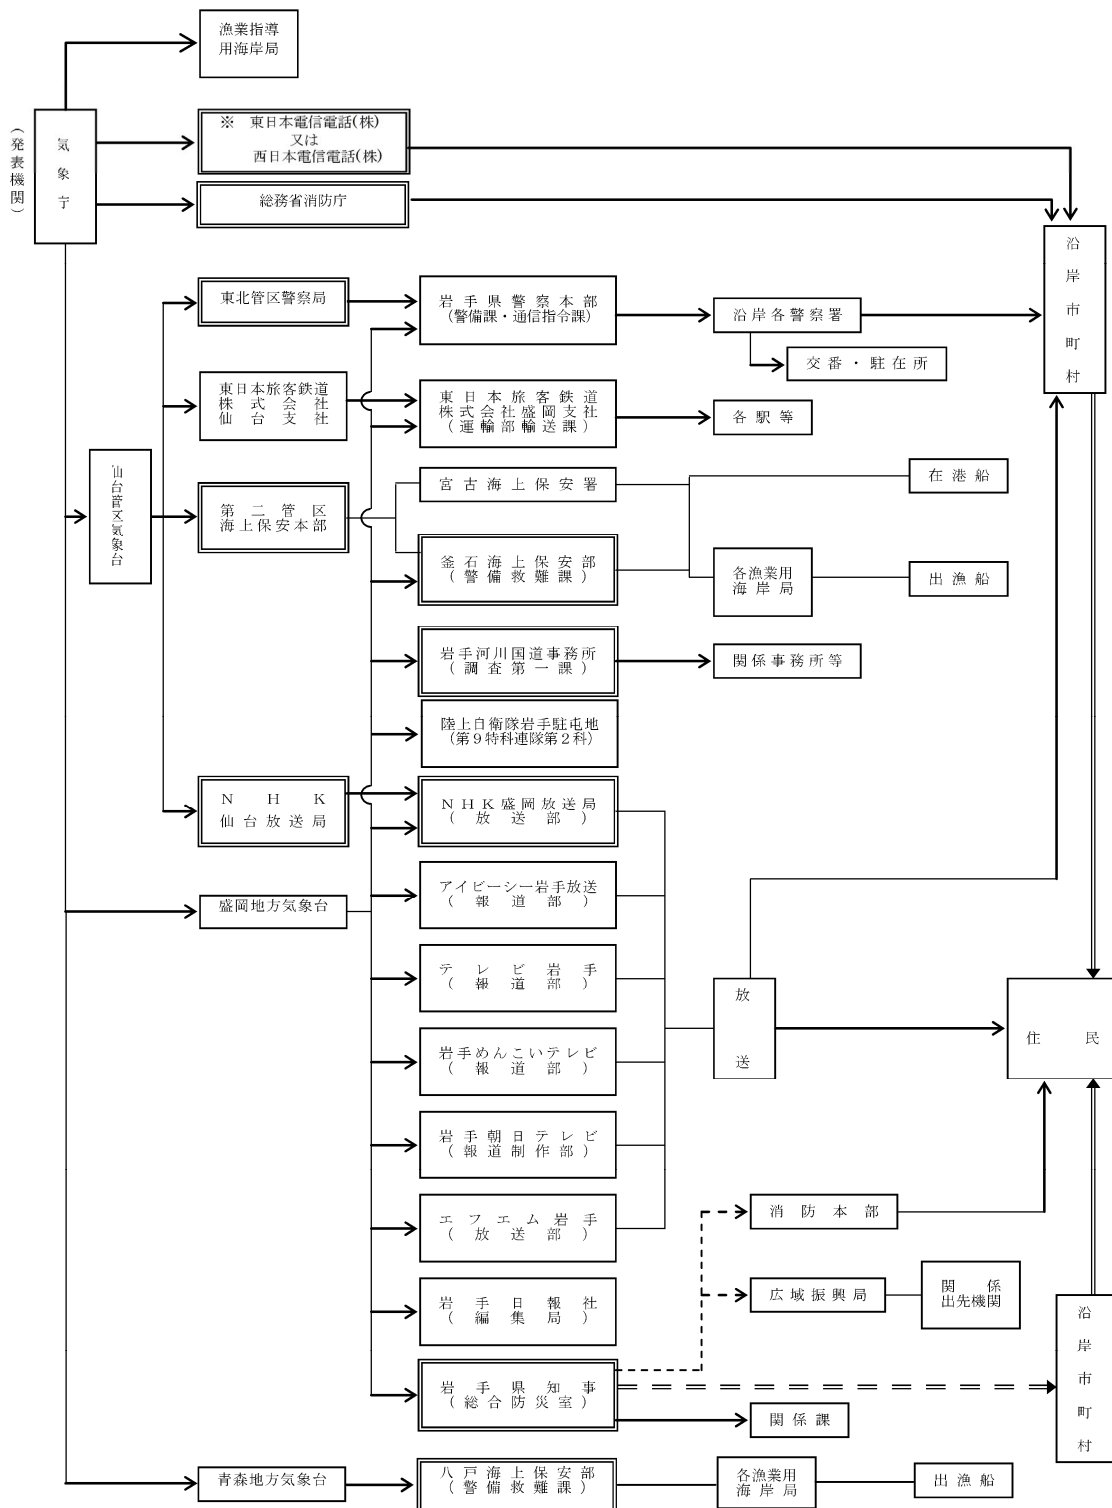 漁業指導
用海岸局
(発表機関)
気象庁
※ 東日本電信電話(株)
又は
西日本電信電話(株)
総務省消防庁
沿岸市町村
東北管区警察局
岩手県警察本部
(警備課・通信指令課)
沿岸各警察署
交番・駐在所
東日本旅客鉄道
株式会社
仙台支社
東日本旅客鉄道
株式会社盛岡支社
(運輸部輸送課)
各駅等
仙台管区気象台
第二管区
海上保安本部
宮古海上保安署
在港船
釜石海上保安部
(警備救難課)
各漁業用
海岸局
出漁船
岩手河川国道事務所
(調査第一課)
関係事務所等
陸上自衛隊岩手駐屯地
(第9特科連隊第2科)
NHK
仙台放送局
NHK盛岡放送局
(放送部)
アイビーシー岩手放送
(報道部)
盛岡地方気象台
テレビ岩手
(報道部)
放送
住民
岩手めんこいテレビ
(報道部)
岩手朝日テレビ
(報道制作部)
エフエム岩手
(放送部)
消防本部
広域振興局
関係
出先機関
岩手日報社
(編集局)
沿岸市町村
岩手県知事
(総合防災室)
関係課
青森地方気象台
八戸海上保安部
(警備救難課)
各漁業用
海岸局
出漁船